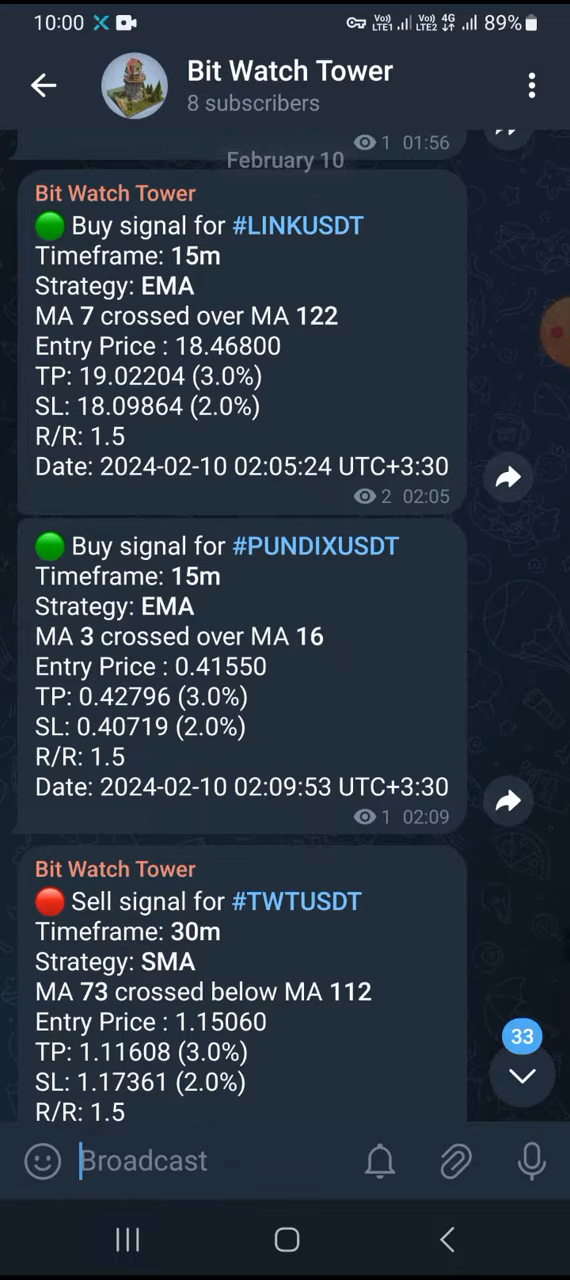 10:00 Vo)) LTE1 Vo)) LTE2 4G 89%
Bit Watch Tower
8 subscribers
1 01:56
February 10
Bit Watch Tower
Buy signal for #LINKUSDT
Timeframe: 15m
Strategy: EMA
MA 7 crossed over MA 122
Entry Price : 18.46800
TP: 19.02204 (3.0%)
SL: 18.09864 (2.0%)
R/R: 1.5
Date: 2024-02-10 02:05:24 UTC+3:30
2 02:05
Buy signal for #PUNDIXUSDT
Timeframe: 15m
Strategy: EMA
MA 3 crossed over MA 16
Entry Price : 0.41550
TP: 0.42796 (3.0%)
SL: 0.40719 (2.0%)
R/R: 1.5
Date: 2024-02-10 02:09:53 UTC+3:30
1 02:09
Bit Watch Tower
Sell signal for #TWTUSDT
Timeframe: 30m
Strategy: SMA
MA 73 crossed below MA 112
Entry Price : 1.15060
TP: 1.11608 (3.0%)
SL: 1.17361 (2.0%)
R/R: 1.5
33
Broadcast